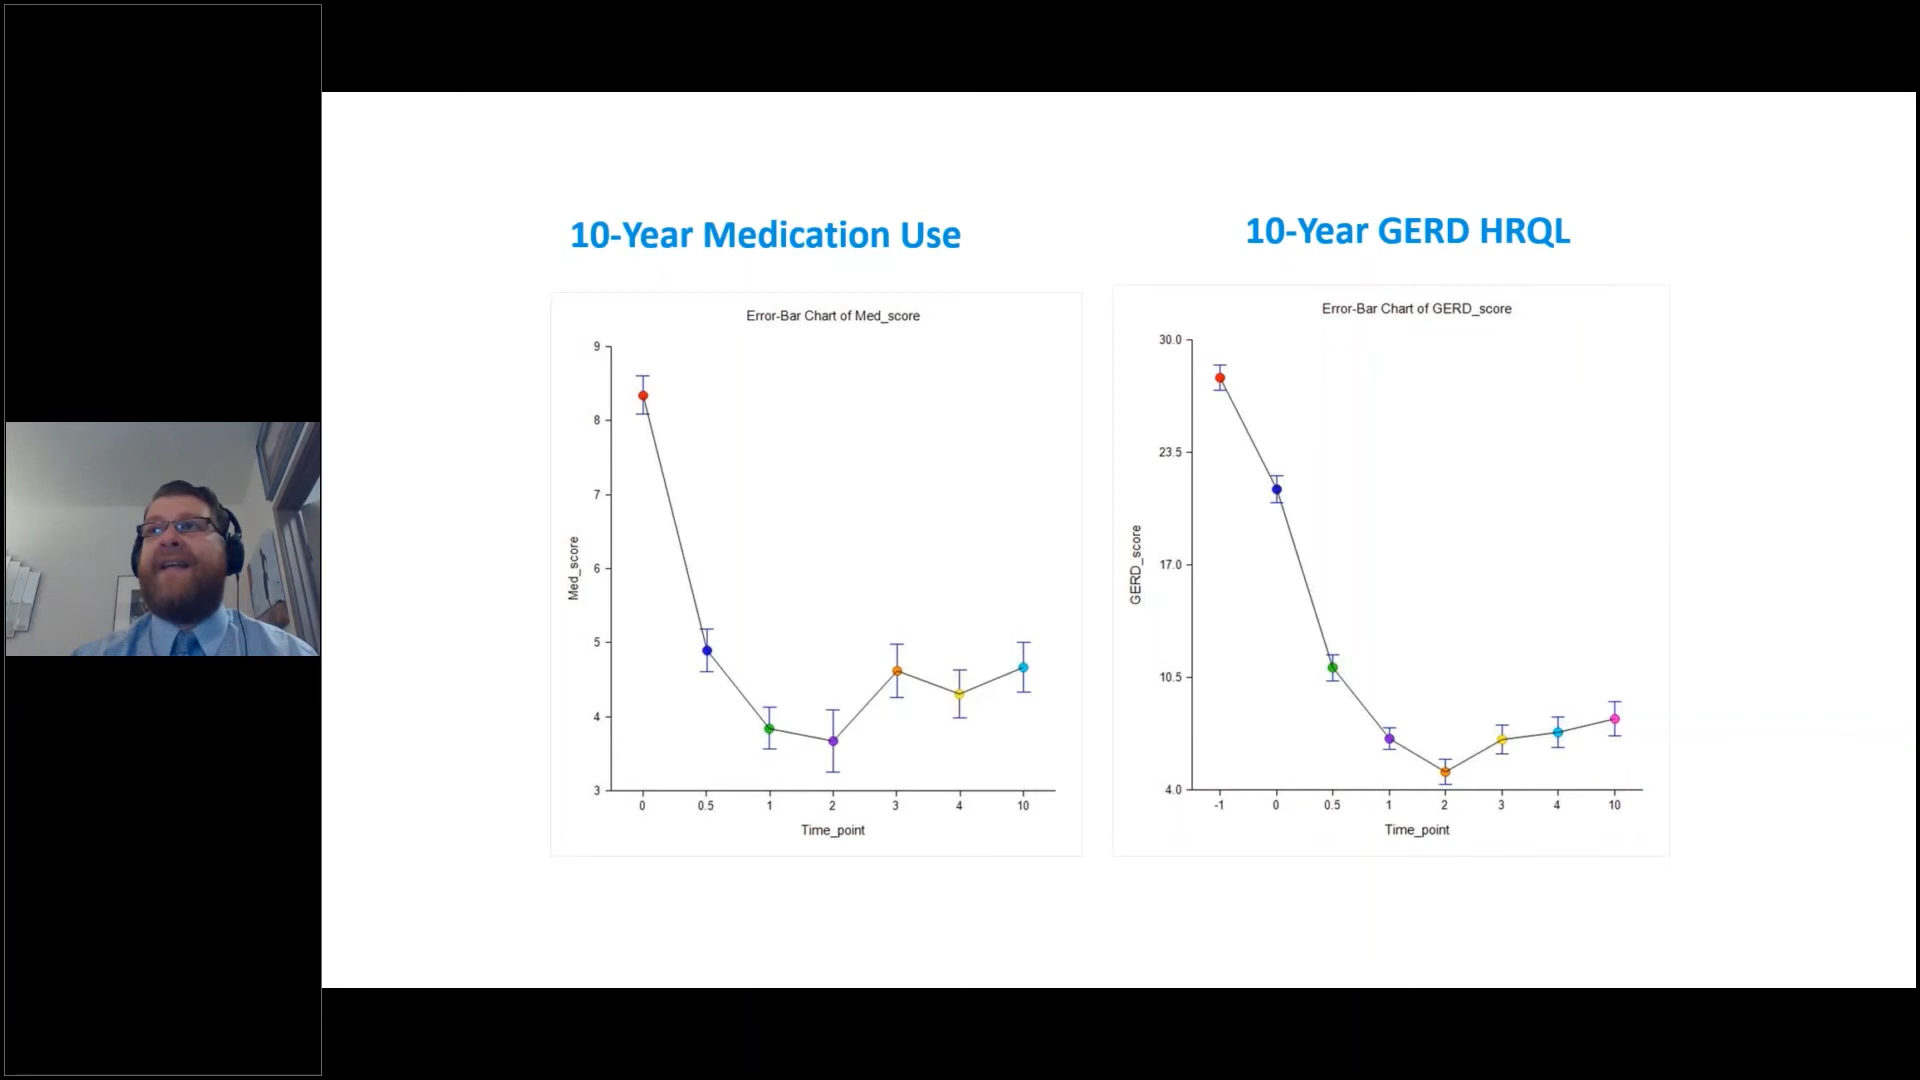 10-Year Medication Use
10-Year GERD HRQL
Error-Bar Chart of Med_score
9
8
7
6
5
4
3
Med_score
0 0.5 1 2 3 4 10
Time_point
Error-Bar Chart of GERD_score
30.0
23.5
17.0
10.5
4.0
GERD_score
-1 0 0.5 1 2 3 4 10
Time_point